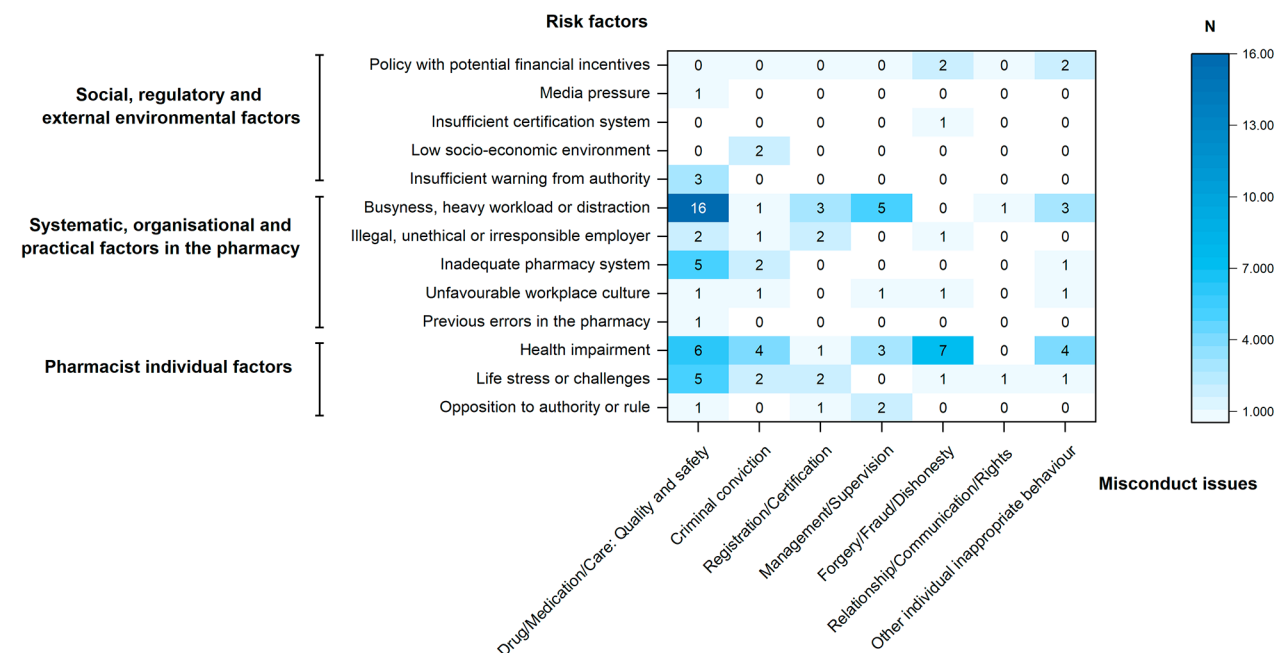 Risk factors
N
Social, regulatory and
external environmental factors
Systematic, organisational and
practical factors in the pharmacy
Pharmacist individual factors
Policy with potential financial incentives 0 0 0 0 2 0 2
Media pressure 1 0 0 0 0 0 0
Insufficient certification system 0 0 0 0 1 0 0
Low socio-economic environment 0 2 0 0 0 0 0
Insufficient warning from authority 3 0 0 0 0 0 0
Busyness, heavy workload or distraction 16 1 3 5 0 1 3
Illegal, unethical or irresponsible employer 2 1 2 0 1 0 0
Inadequate pharmacy system 5 2 0 0 0 0 1
Unfavourable workplace culture 1 1 0 1 1 0 1
Previous errors in the pharmacy 1 0 0 0 0 0 0
Health impairment 6 4 1 3 7 0 4
Life stress or challenges 5 2 2 0 1 1 1
Opposition to authority or rule 1 0 1 2 0 0 0
16.00
13.00
10.00
7.000
4.000
1.000
Drug/Medication/Care: Quality and safety
Criminal conviction
Registration/Certification
Management/Supervision
Forgery/Fraud/Dishonesty
Relationship/Communication/Rights
Other individual inappropriate behaviour
Misconduct issues